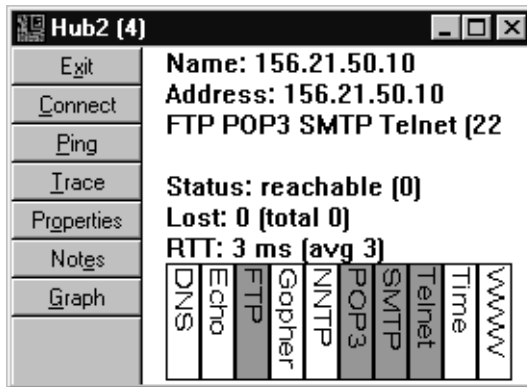 Hub2 (4)
Exit
Connect
Ping
Trace
Properties
Notes
Graph
Name: 156.21.50.10
Address: 156.21.50.10
FTP POP3 SMTP Telnet (22
Status: reachable (0)
Lost: 0 (total 0)
RTT: 3 ms (avg 3)
DNS
Echo
FTP
Gopher
NNTP
POP3
SMTP
Telnet
Time
WWW